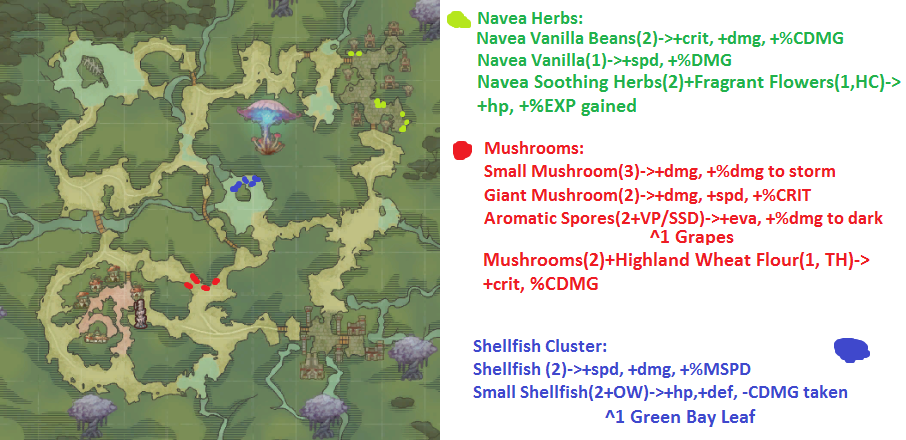 Navea Herbs:
Navea Vanilla Beans(2)->+crit, +dmg, +%CDMG
Navea Vanilla(1)->+spd, +%DMG
Navea Soothing Herbs(2)+Fragrant Flowers(1,HC)->
+hp, +%EXP gained
Mushrooms:
Small Mushroom(3)->+dmg, +%dmg to storm
Giant Mushroom(2)->+dmg, +spd, +%CRIT
Aromatic Spores(2+VP/SSD)->+eva, +%dmg to dark
^1 Grapes
Mushrooms(2)+Highland Wheat Flour(1, TH)->
+crit, %CDMG
Shellfish Cluster:
Shellfish (2)->+spd, +dmg, +%MSPD
Small Shellfish(2+OW)->+hp,+def, -CDMG taken
^1 Green Bay Leaf